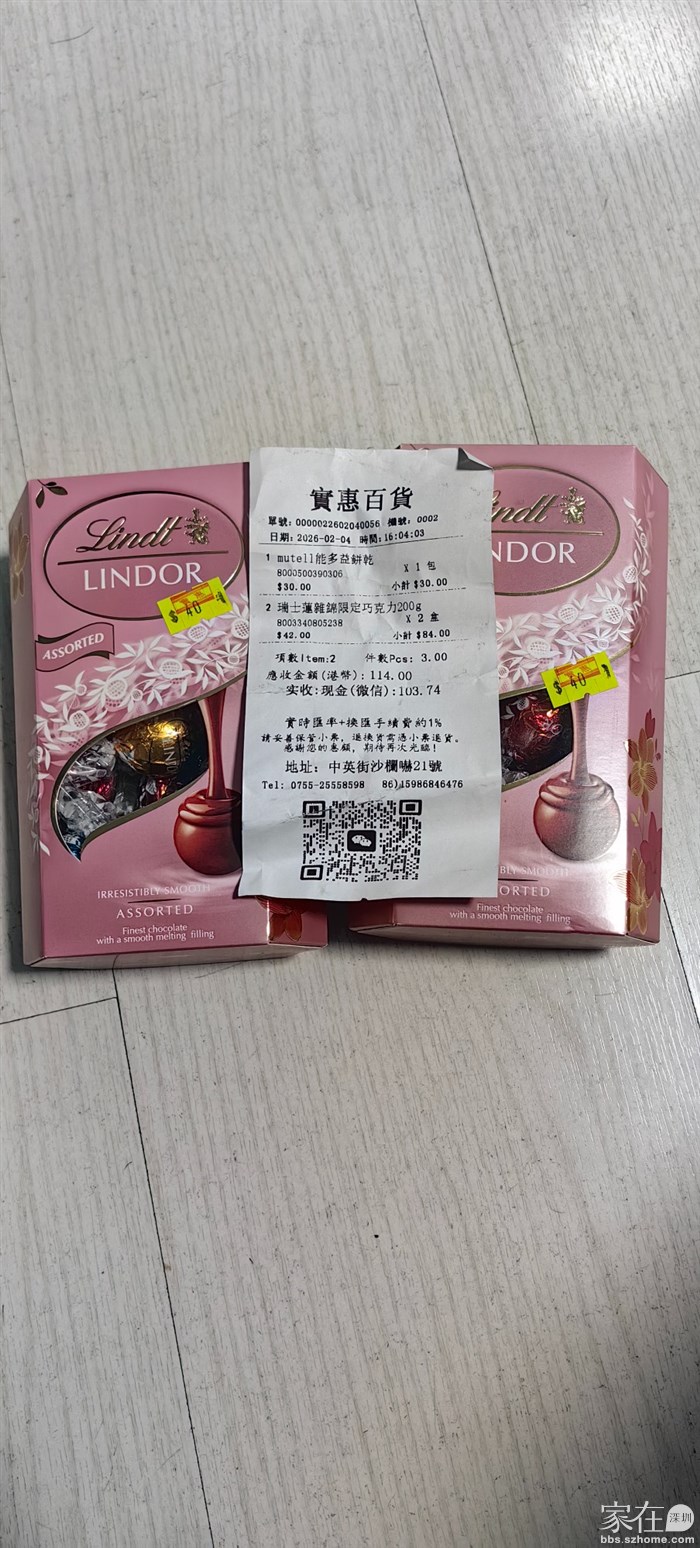 Lindt
LINDOR
$ 40
ASSORTED
IRRESISTIBLY SMOOTH
ASSORTED
Finest chocolate
with a smooth melting filling
實惠百貨
單號: 0000022602040056 機號: 0002
日期: 2026-02-04 時間: 16:04:03
1 mutell能多益餅乾
8000500390306 X 1 包
$30.00 小計 $30.00
2 瑞士蓮雜錦限定巧克力200g
8003340805238 X 2 盒
$42.00 小計 $84.00
項數Item:2 件數Pcs: 3.00
應收金額(港幣): 114.00
实收:现金(微信):103.74
實時匯率+換匯手續費約1%
請妥善保管小票, 退換貨需憑小票退貨。
感謝您的惠顧, 期待再次光臨!
地址: 中英街沙欄嚇21號
Tel: 0755-25558598 86)15986846476
Lindt
NDOR
$ 40
IBLY SMOOTH
SORTED
Finest chocolate
with a smooth melting filling
家在深圳
bbs.szhome.com